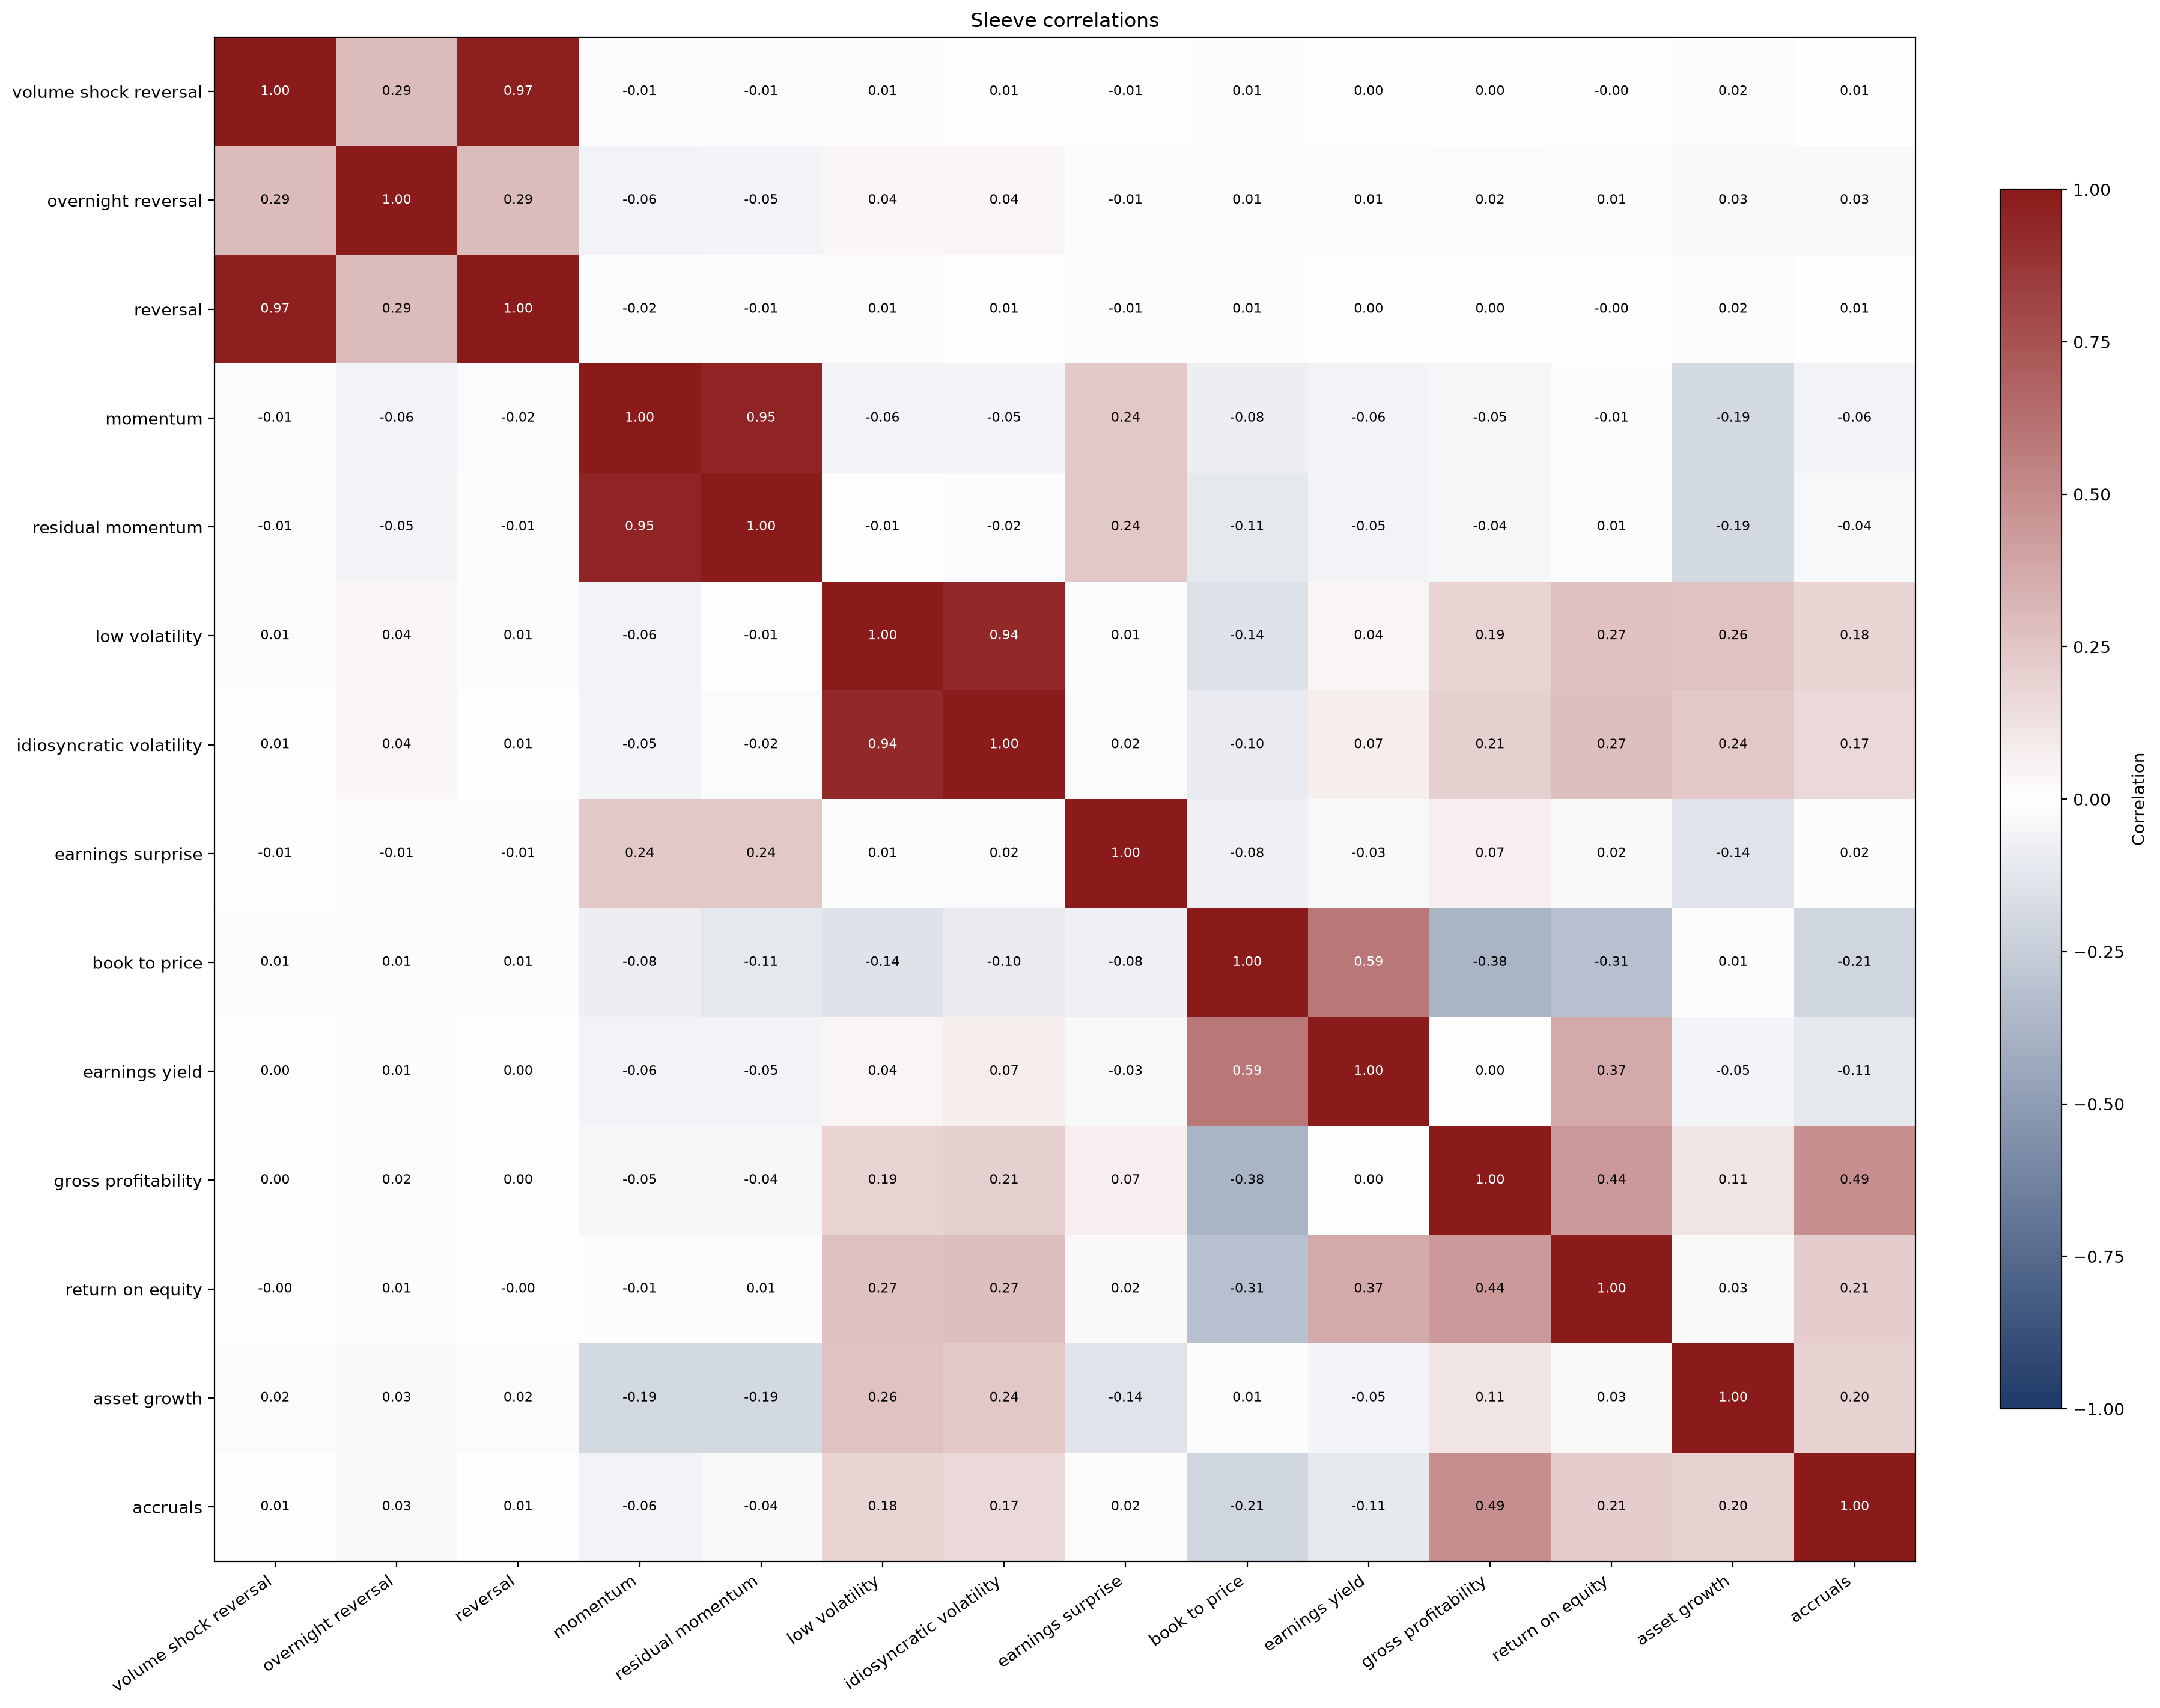 Sleeve correlations
volume shock reversal 1.00 0.29 0.97 -0.01 -0.01 0.01 0.01 -0.01 0.01 0.00 0.00 -0.00 0.02 0.01
overnight reversal 0.29 1.00 0.29 -0.06 -0.05 0.04 0.04 -0.01 0.01 0.01 0.02 0.01 0.03 0.03
reversal 0.97 0.29 1.00 -0.02 -0.01 0.01 0.01 -0.01 0.01 0.00 0.00 -0.00 0.02 0.01
momentum -0.01 -0.06 -0.02 1.00 0.95 -0.06 -0.05 0.24 -0.08 -0.06 -0.05 -0.01 -0.19 -0.06
residual momentum -0.01 -0.05 -0.01 0.95 1.00 -0.01 -0.02 0.24 -0.11 -0.05 -0.04 0.01 -0.19 -0.04
low volatility 0.01 0.04 0.01 -0.06 -0.01 1.00 0.94 0.01 -0.14 0.04 0.19 0.27 0.26 0.18
idiosyncratic volatility 0.01 0.04 0.01 -0.05 -0.02 0.94 1.00 0.02 -0.10 0.07 0.21 0.27 0.24 0.17
earnings surprise -0.01 -0.01 -0.01 0.24 0.24 0.01 0.02 1.00 -0.08 -0.03 0.07 0.02 -0.14 0.02
book to price 0.01 0.01 0.01 -0.08 -0.11 -0.14 -0.10 -0.08 1.00 0.59 -0.38 -0.31 0.01 -0.21
earnings yield 0.00 0.01 0.00 -0.06 -0.05 0.04 0.07 -0.03 0.59 1.00 0.00 0.37 -0.05 -0.11
gross profitability 0.00 0.02 0.00 -0.05 -0.04 0.19 0.21 0.07 -0.38 0.00 1.00 0.44 0.11 0.49
return on equity -0.00 0.01 -0.00 -0.01 0.01 0.27 0.27 0.02 -0.31 0.37 0.44 1.00 0.03 0.21
asset growth 0.02 0.03 0.02 -0.19 -0.19 0.26 0.24 -0.14 0.01 -0.05 0.11 0.03 1.00 0.20
accruals 0.01 0.03 0.01 -0.06 -0.04 0.18 0.17 0.02 -0.21 -0.11 0.49 0.21 0.20 1.00
volume shock reversal
overnight reversal
reversal
momentum
residual momentum
low volatility
idiosyncratic volatility
earnings surprise
book to price
earnings yield
gross profitability
return on equity
asset growth
accruals
1.00
0.75
0.50
0.25
0.00
−0.25
−0.50
−0.75
−1.00
Correlation